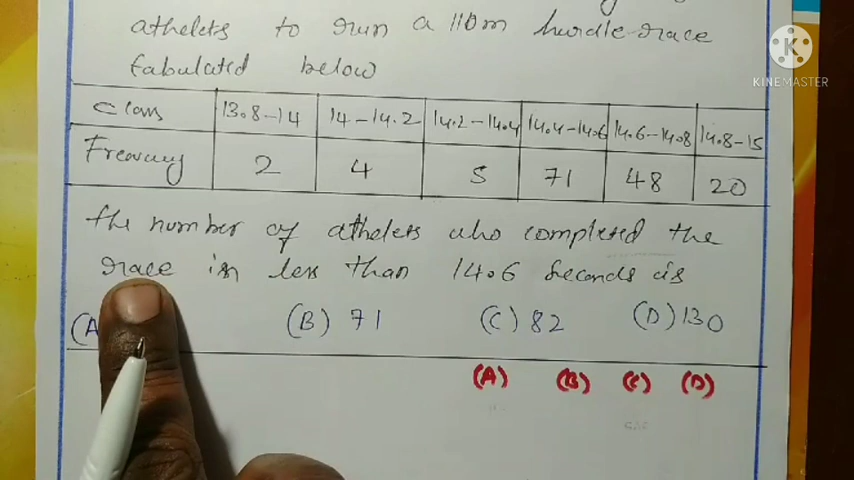 athelets to run a 110m hurdle-race
tabulated below
KINEMASTER
Class 13.8-14 14-14.2 14.2-14.4 14.4-14.6 14.6-14.8 14.8-15
2 4 5 71 48 20
the number of athelets who completed the
race in less than 14.6 seconds is
(A (B) 71 (C) 82 (D) 130
(A) (B) (C) (D)